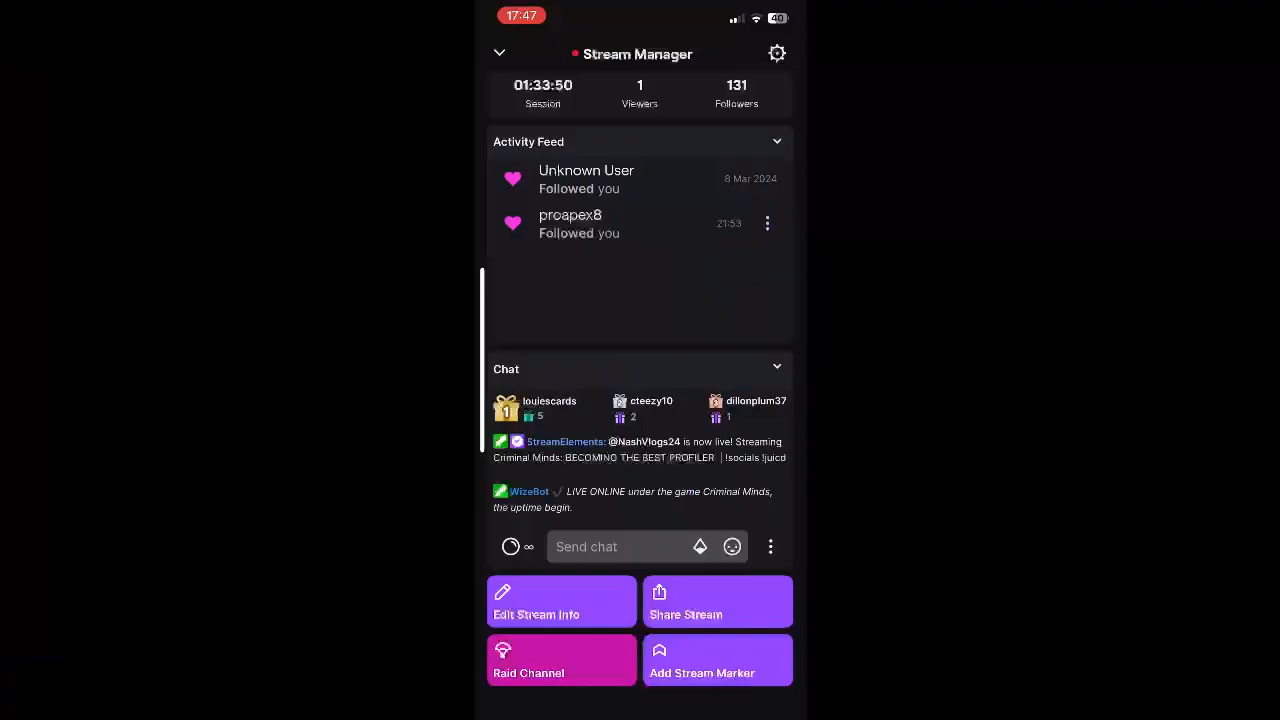 17:47
40
Stream Manager
01:33:50
1
131
Session
Viewers
Followers
Activity Feed
Unknown User
Followed you
8 Mar 2024
proapex8
Followed you
21:53
Chat
1
louiescards
5
cteezy10
2
dillonplum37
1
StreamElements: @NashVlogs24 is now live! Streaming
Criminal Minds: BECOMING THE BEST PROFILER | !socials !juicd
WizeBot ✓ LIVE ONLINE under the game Criminal Minds,
the uptime begin.
∞
Send chat
Edit Stream Info
Share Stream
Raid Channel
Add Stream Marker